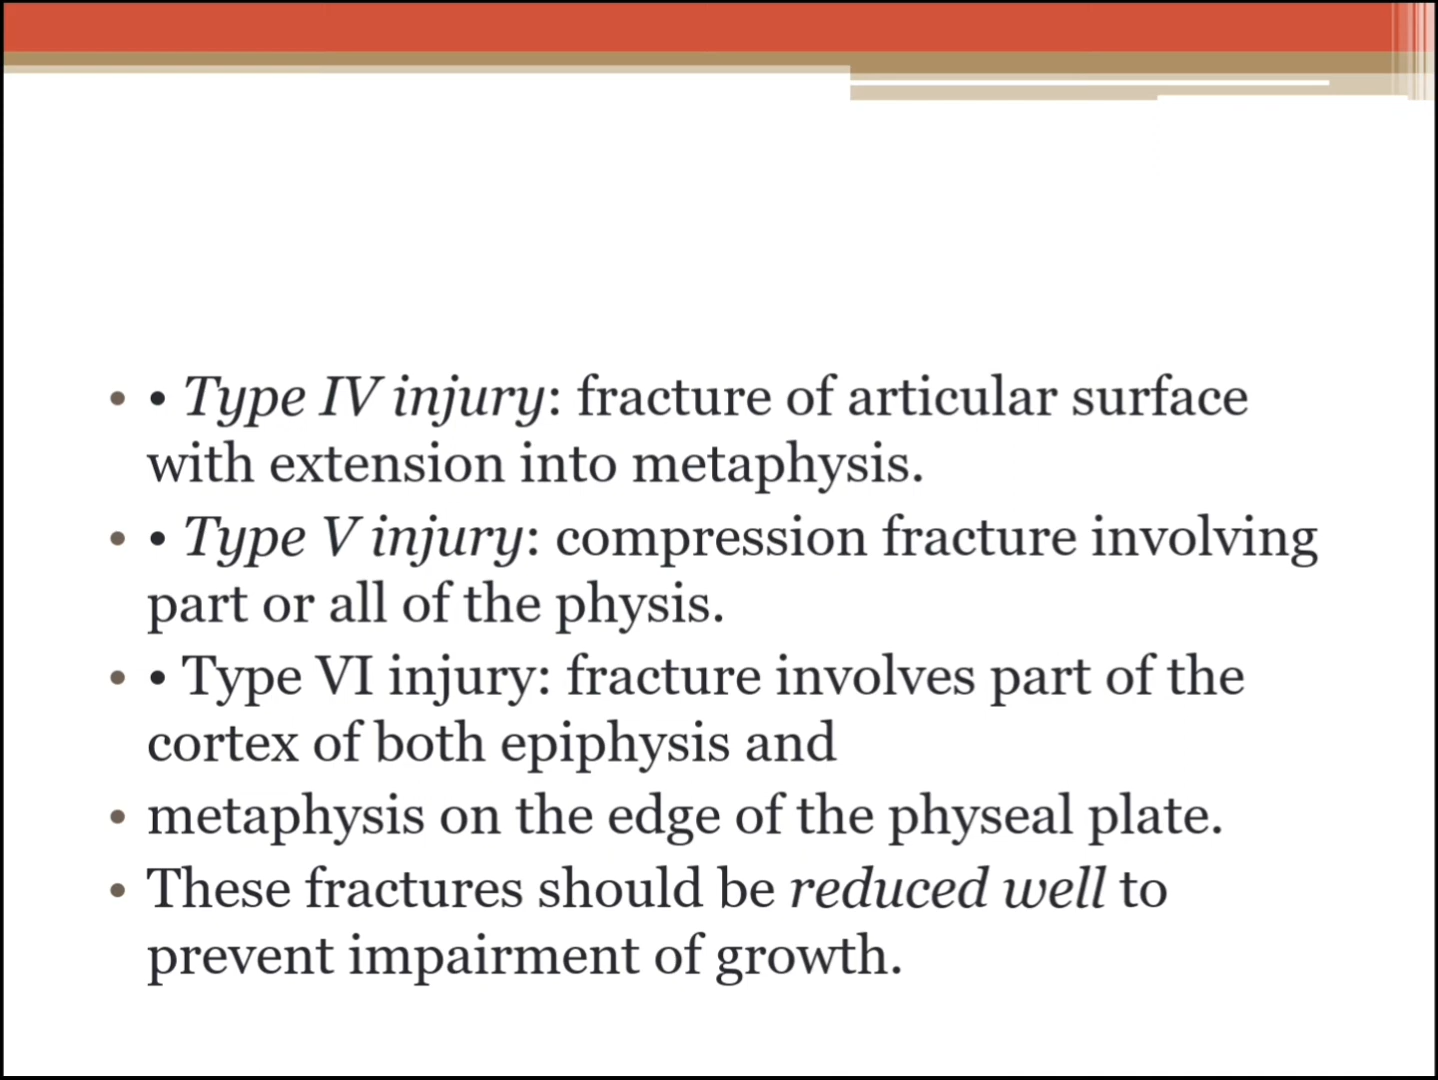 • • Type IV injury: fracture of articular surface
with extension into metaphysis.
• • Type V injury: compression fracture involving
part or all of the physis.
• • Type VI injury: fracture involves part of the
cortex of both epiphysis and
• metaphysis on the edge of the physeal plate.
• These fractures should be reduced well to
prevent impairment of growth.